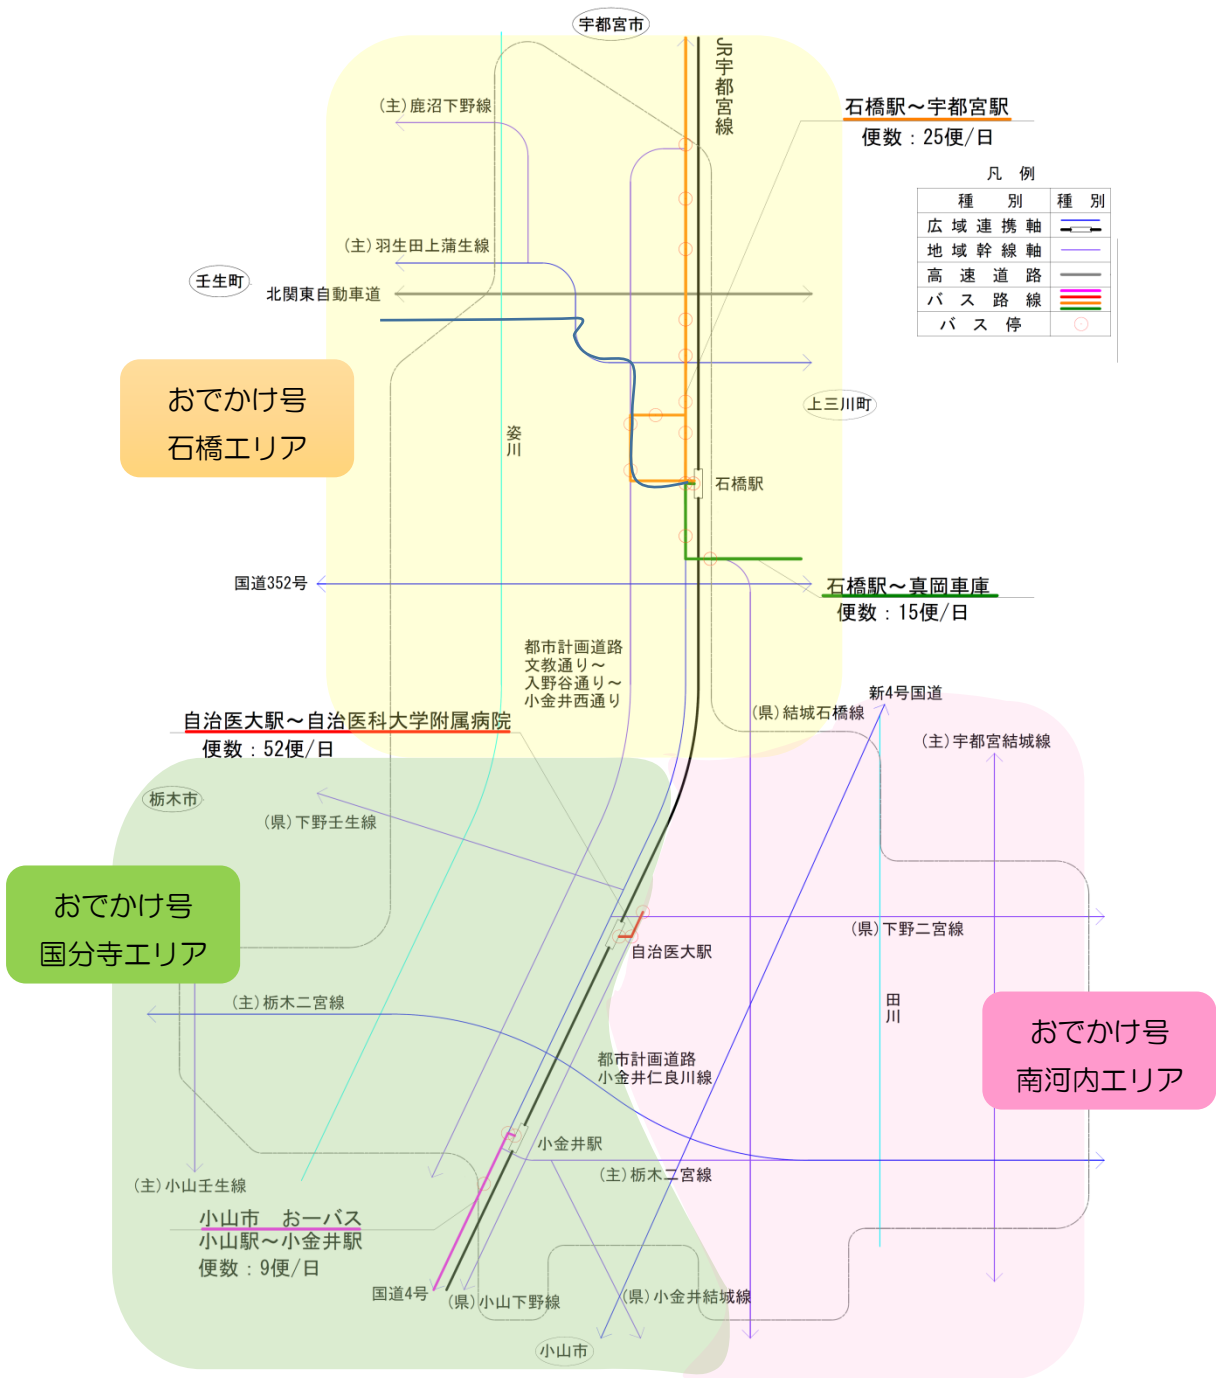 宇都宮市
JR宇都宮線
(主)鹿沼下野線
石橋駅～宇都宮駅
便数：25便/日
凡 例
種 別 種 別
広域連携軸
地域幹線軸
高速道路
バス路線
バス停
(主)羽生田上蒲生線
壬生町
北関東自動車道
おでかけ号
石橋エリア
上三川町
姿川
石橋駅
国道352号
石橋駅～真岡車庫
便数：15便/日
都市計画道路
文教通り～
入野谷通り～
小金井西通り
新4号国道
(県)結城石橋線
自治医大駅～自治医科大学附属病院
便数：52便/日
(主)宇都宮結城線
栃木市
(県)下野壬生線
おでかけ号
国分寺エリア
(県)下野二宮線
自治医大駅
(主)栃木二宮線
田川
おでかけ号
南河内エリア
都市計画道路
小金井仁良川線
小金井駅
(主)栃木二宮線
(主)小山壬生線
小山市 おーバス
小山駅～小金井駅
便数：9便/日
国道4号
(県)小山下野線
(県)小金井結城線
小山市